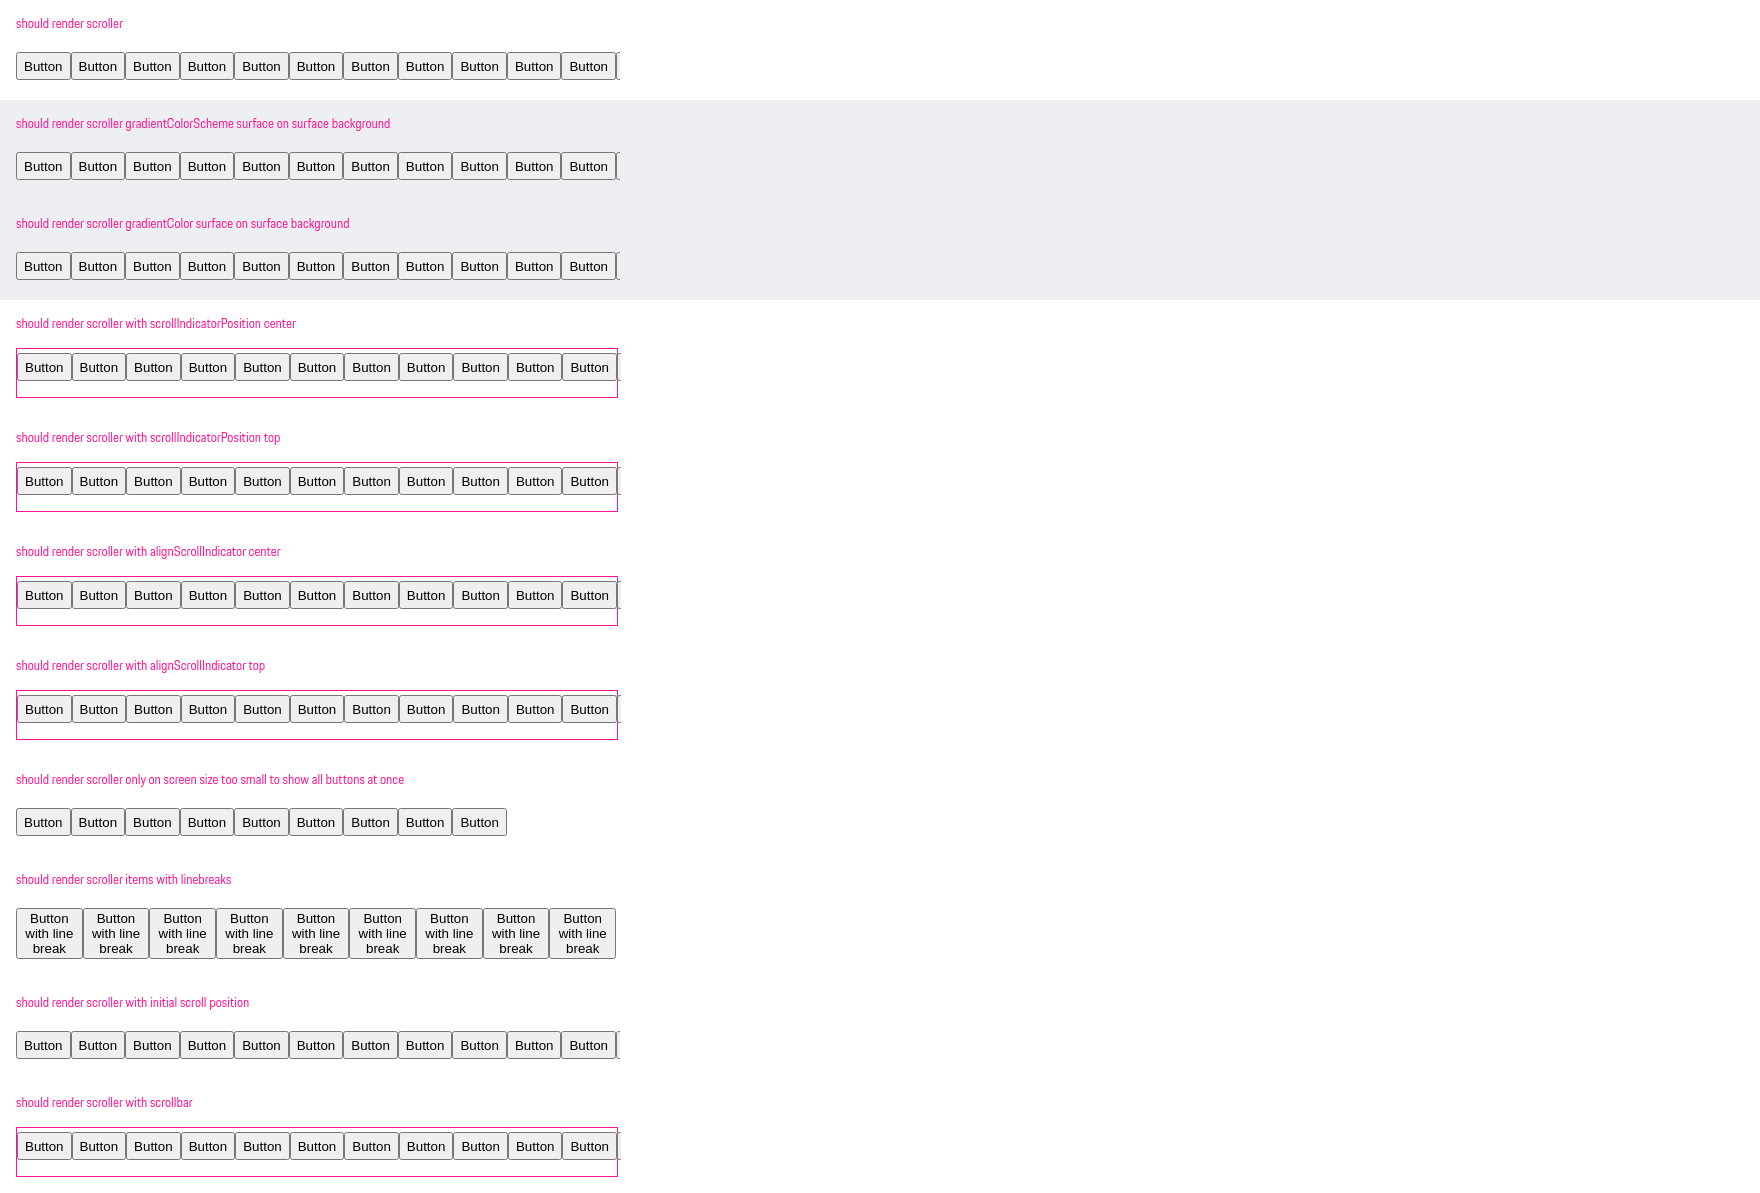 should render scroller
Button Button Button Button Button Button Button Button Button Button Button
should render scroller gradientColorScheme surface on surface background
Button Button Button Button Button Button Button Button Button Button Button
should render scroller gradientColor surface on surface background
Button Button Button Button Button Button Button Button Button Button Button
should render scroller with scrollIndicatorPosition center
Button Button Button Button Button Button Button Button Button Button Button
should render scroller with scrollIndicatorPosition top
Button Button Button Button Button Button Button Button Button Button Button
should render scroller with alignScrollIndicator center
Button Button Button Button Button Button Button Button Button Button Button
should render scroller with alignScrollIndicator top
Button Button Button Button Button Button Button Button Button Button Button
should render scroller only on screen size too small to show all buttons at once
Button Button Button Button Button Button Button Button Button
should render scroller items with linebreaks
Button Button Button Button Button Button Button Button Button
with line with line with line with line with line with line with line with line with line
break break break break break break break break break
should render scroller with initial scroll position
Button Button Button Button Button Button Button Button Button Button Button
should render scroller with scrollbar
Button Button Button Button Button Button Button Button Button Button Button